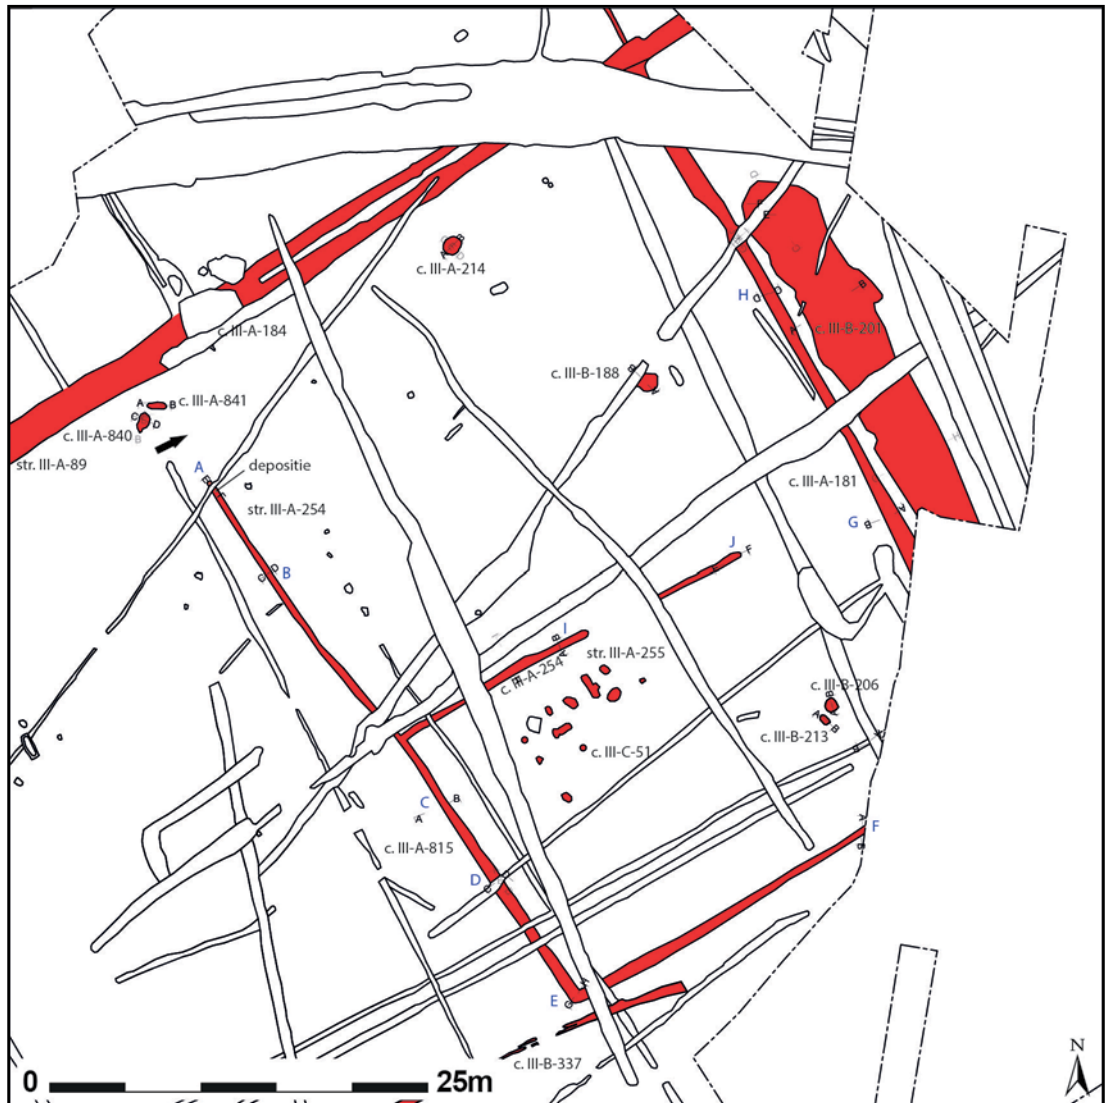 c. III-A-214
H
c. III-A-184
c. III-B-201
A
c. III-B-188
A
B
c. III-A-841
C
D
c. III-A-840
B
str. III-A-89
A
depositie
c. III-A-181
str. III-A-254
G
B
J
F
B
I
B
A
str. III-A-255
c. III-A-254
c. III-B-206
B
A
c. III-B-213
B
c. III-C-51
C
B
A
F
A
B
c. III-A-815
D
E
c. III-B-337
N
0
25m